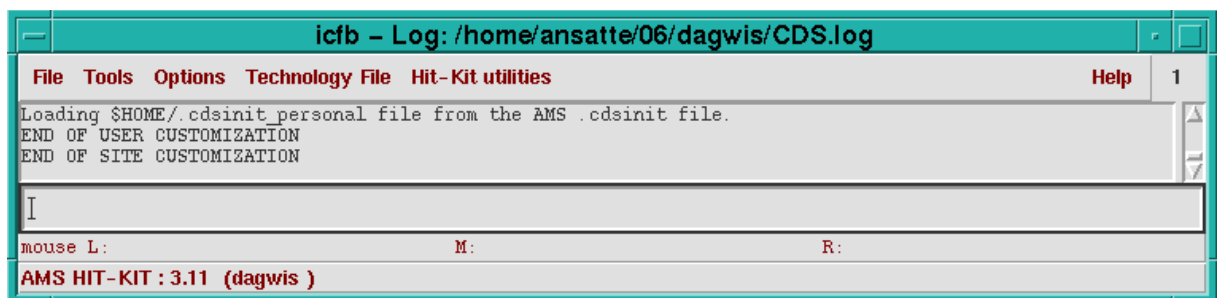 icfb – Log: /home/ansatte/06/dagwis/CDS.log
File Tools Options Technology File Hit-Kit utilities Help 1
Loading $HOME/.cdsinit_personal file from the AMS .cdsinit file.
END OF USER CUSTOMIZATION
END OF SITE CUSTOMIZATION
mouse L: M: R:
AMS HIT-KIT : 3.11 (dagwis )